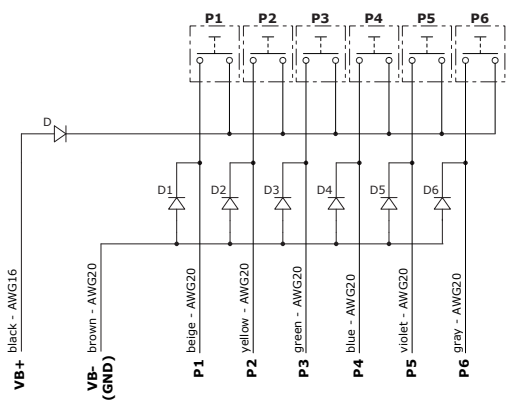 P1 P2 P3 P4 P5 P6
D
D1 D2 D3 D4 D5 D6
black - AWG16
VB+
brown - AWG20
VB-
(GND)
beige - AWG20
P1
yellow - AWG20
P2
green - AWG20
P3
blue - AWG20
P4
violet - AWG20
P5
gray - AWG20
P6